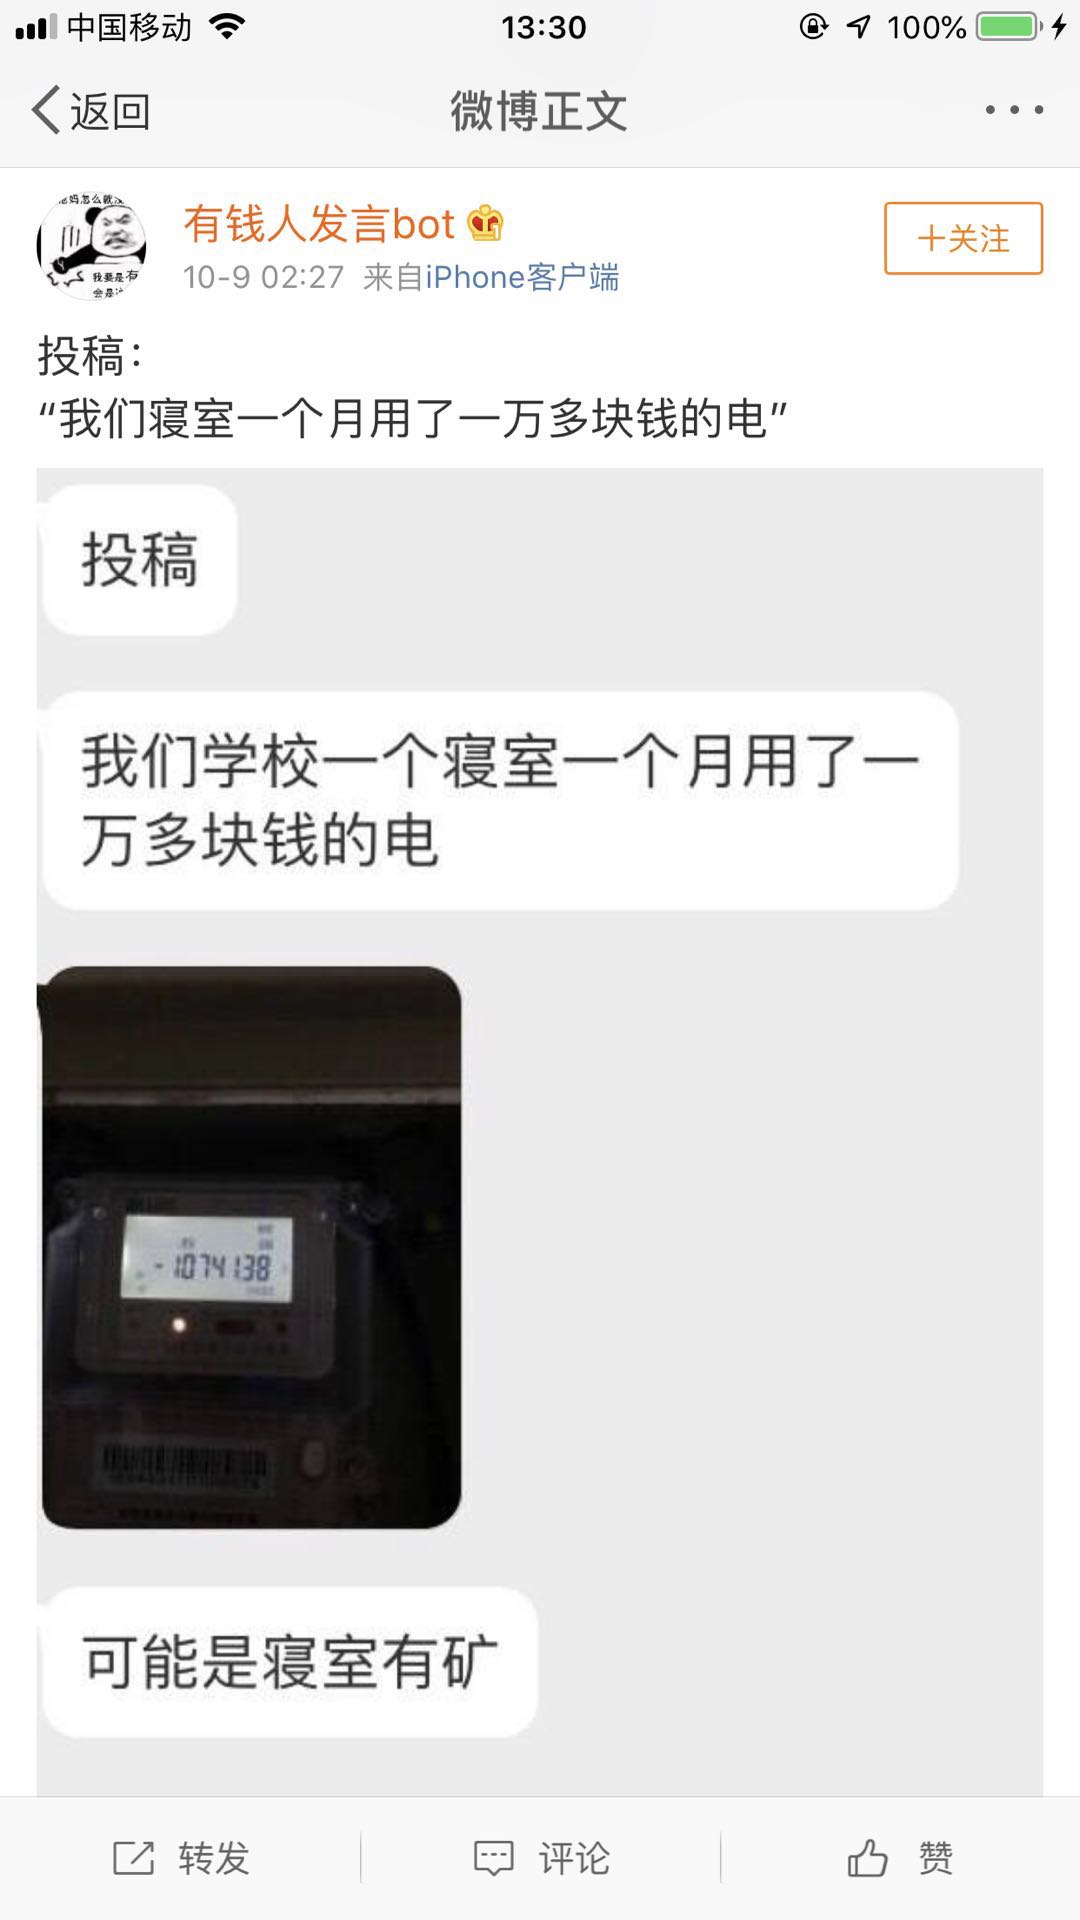 中国移动 13:30 100%
返回 微博正文
有钱人发言bot
+关注
10-9 02:27 来自iPhone客户端
投稿：
“我们寝室一个月用了一万多块钱的电”
投稿
我们学校一个寝室一个月用了一
万多块钱的电
-10741.38
可能是寝室有矿
转发 评论 赞